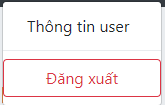 Thông tin user
Đăng xuất